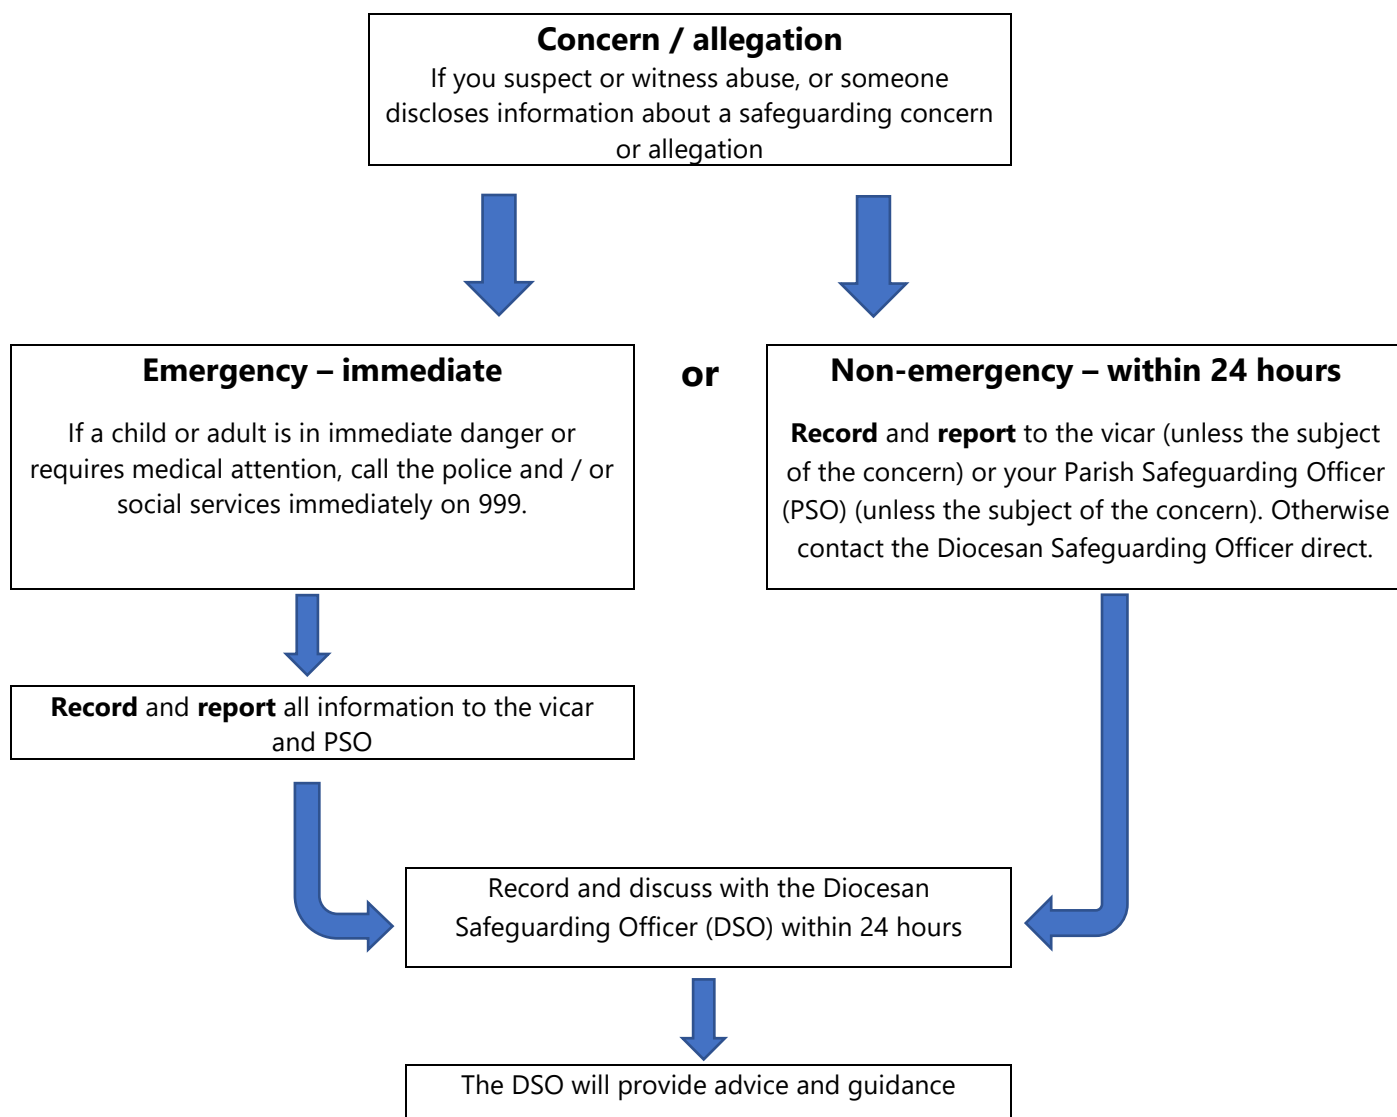 Concern / allegation
If you suspect or witness abuse, or someone
discloses information about a safeguarding concern
or allegation
Emergency – immediate
If a child or adult is in immediate danger or
requires medical attention, call the police and / or
social services immediately on 999.
or
Non-emergency – within 24 hours
Record and report to the vicar (unless the subject
of the concern) or your Parish Safeguarding Officer
(PSO) (unless the subject of the concern). Otherwise
contact the Diocesan Safeguarding Officer direct.
Record and report all information to the vicar
and PSO
Record and discuss with the Diocesan
Safeguarding Officer (DSO) within 24 hours
The DSO will provide advice and guidance